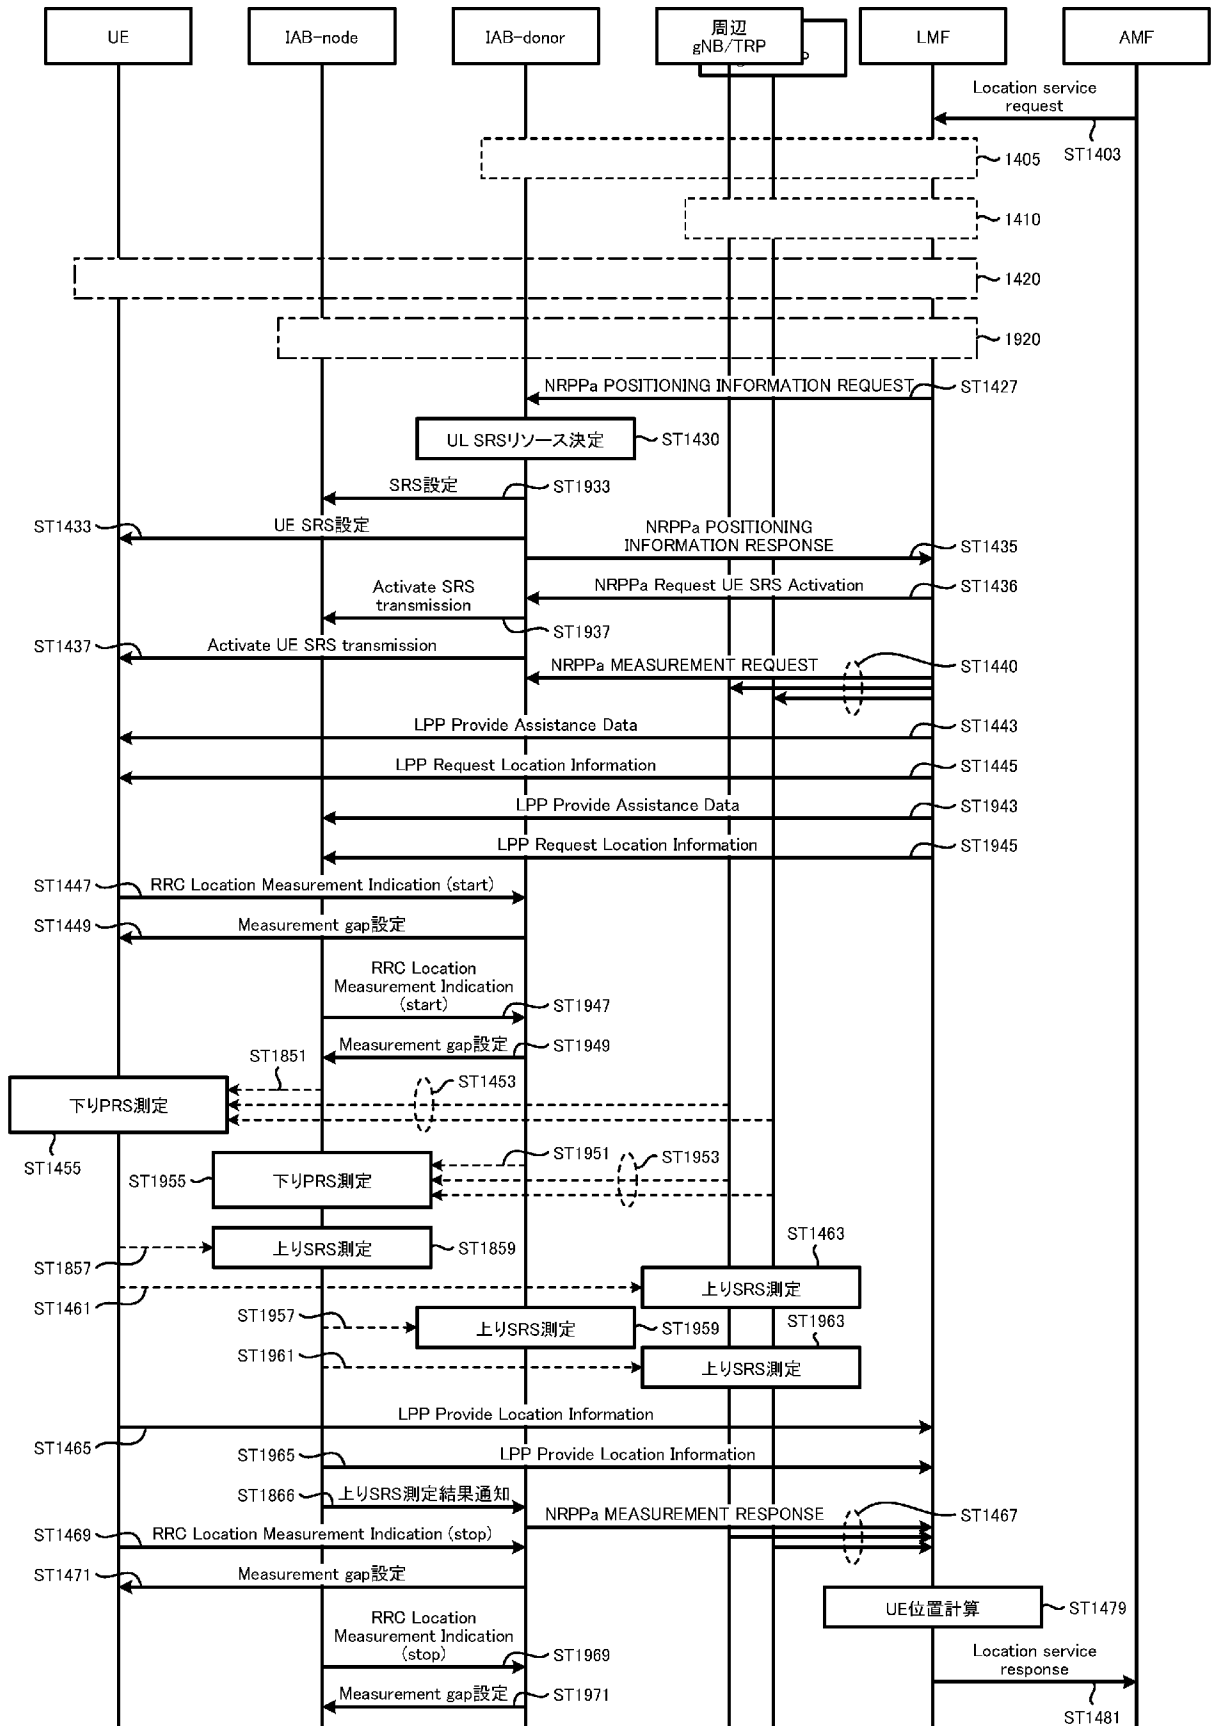 UE
IAB-node
IAB-donor
周辺
gNB/TRP
LMF
AMF
Location service
request
ST1403
1405
1410
1420
1920
NRPPa POSITIONING INFORMATION REQUEST
ST1427
UL SRSリソース決定
ST1430
SRS設定
ST1933
ST1433
UE SRS設定
NRPPa POSITIONING
INFORMATION RESPONSE
ST1435
NRPPa Request UE SRS Activation
ST1436
Activate SRS
transmission
ST1937
ST1437
Activate UE SRS transmission
NRPPa MEASUREMENT REQUEST
ST1440
LPP Provide Assistance Data
ST1443
LPP Request Location Information
ST1445
LPP Provide Assistance Data
ST1943
LPP Request Location Information
ST1945
ST1447
RRC Location Measurement Indication (start)
ST1449
Measurement gap設定
RRC Location
Measurement Indication
(start)
ST1947
Measurement gap設定
ST1949
ST1851
ST1453
下りPRS測定
ST1455
ST1951
ST1953
ST1955
下りPRS測定
ST1857
上りSRS測定
ST1859
ST1463
ST1461
上りSRS測定
ST1957
上りSRS測定
ST1959
ST1963
ST1961
上りSRS測定
LPP Provide Location Information
ST1465
ST1965
LPP Provide Location Information
ST1866
上りSRS測定結果通知
NRPPa MEASUREMENT RESPONSE
ST1467
ST1469
RRC Location Measurement Indication (stop)
ST1471
Measurement gap設定
UE位置計算
ST1479
RRC Location
Measurement Indication
(stop)
ST1969
Location service
response
ST1481
Measurement gap設定
ST1971